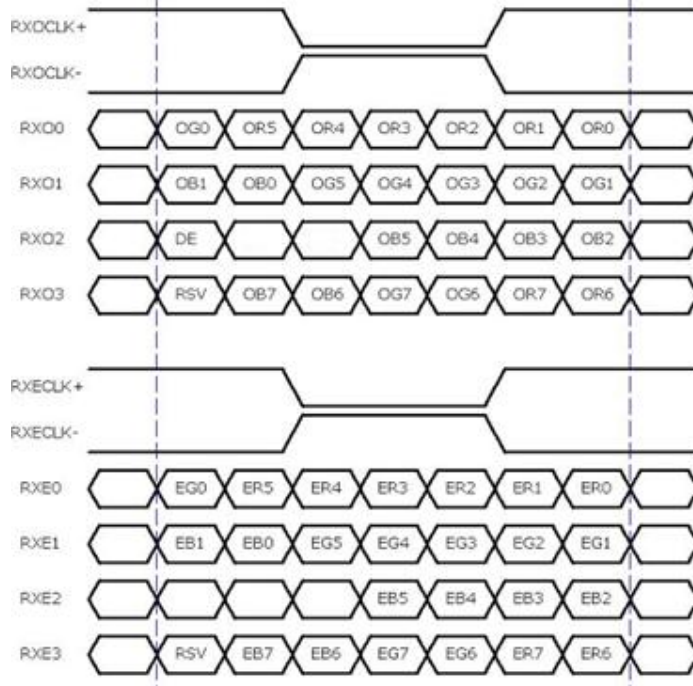 RXOCLK+
RXOCLK-
RXO0 OG0 OR5 OR4 OR3 OR2 OR1 OR0
RXO1 OB1 OB0 OG5 OG4 OG3 OG2 OG1
RXO2 DE OB5 OB4 OB3 OB2
RXO3 RSV OB7 OB6 OG7 OG6 OR7 OR6
RXECLK+
RXECLK-
RXE0 EG0 ER5 ER4 ER3 ER2 ER1 ER0
RXE1 EB1 EB0 EG5 EG4 EG3 EG2 EG1
RXE2 EB5 EB4 EB3 EB2
RXE3 RSV EB7 EB6 EG7 EG6 ER7 ER6